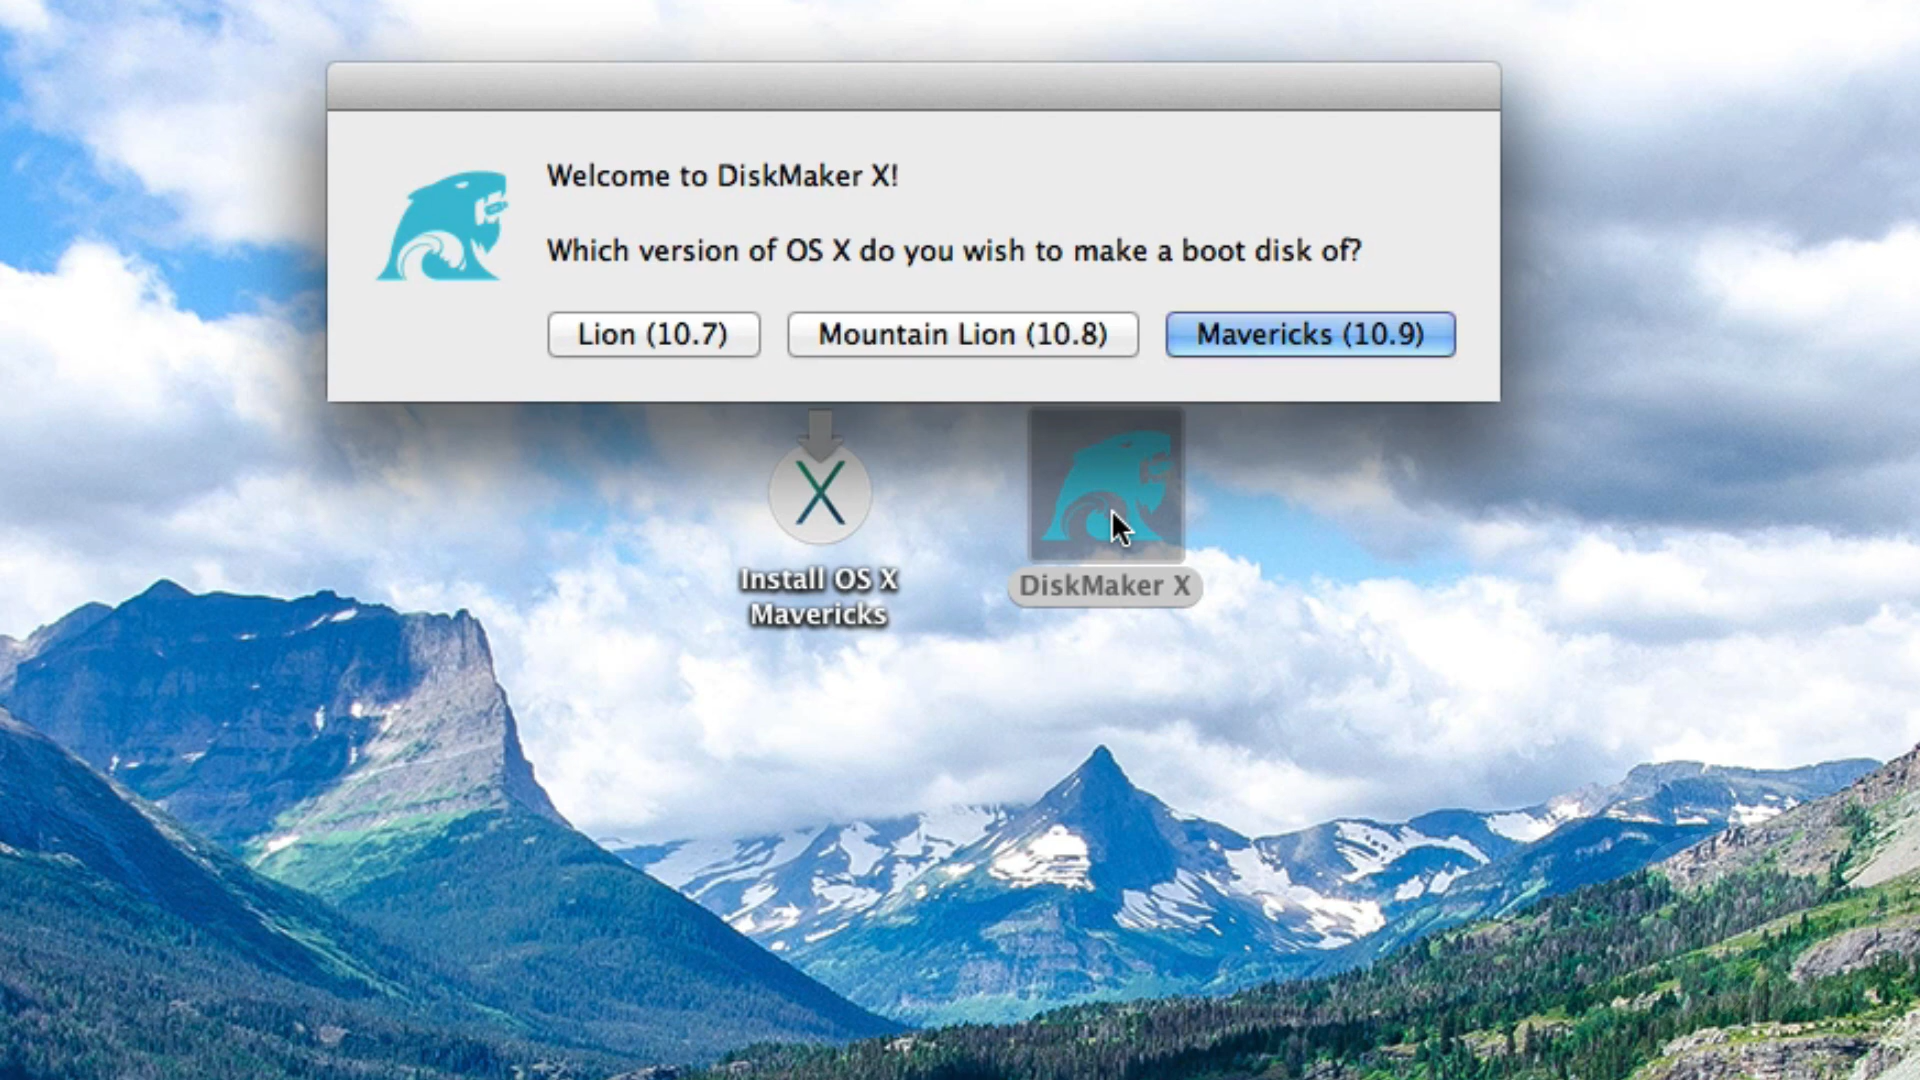 Welcome to DiskMaker X!
Which version of OS X do you wish to make a boot disk of?
Lion (10.7)
Mountain Lion (10.8)
Mavericks (10.9)
X
Install OS X
Mavericks
DiskMaker X